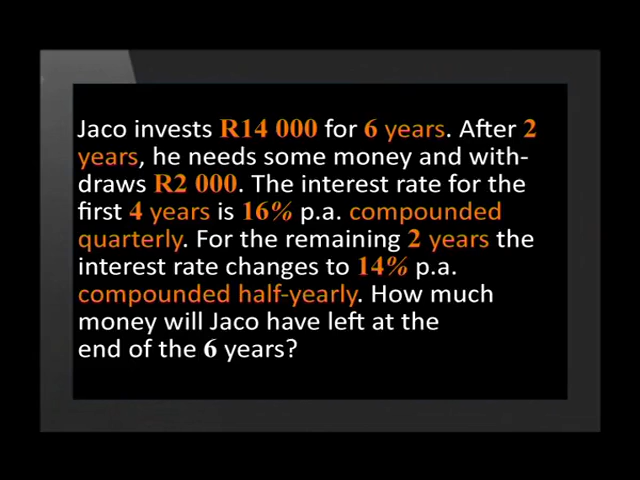 Jaco invests R14 000 for 6 years. After 2
years, he needs some money and with-
draws R2 000. The interest rate for the
first 4 years is 16% p.a. compounded
quarterly. For the remaining 2 years the
interest rate changes to 14% p.a.
compounded half-yearly. How much
money will Jaco have left at the
end of the 6 years?